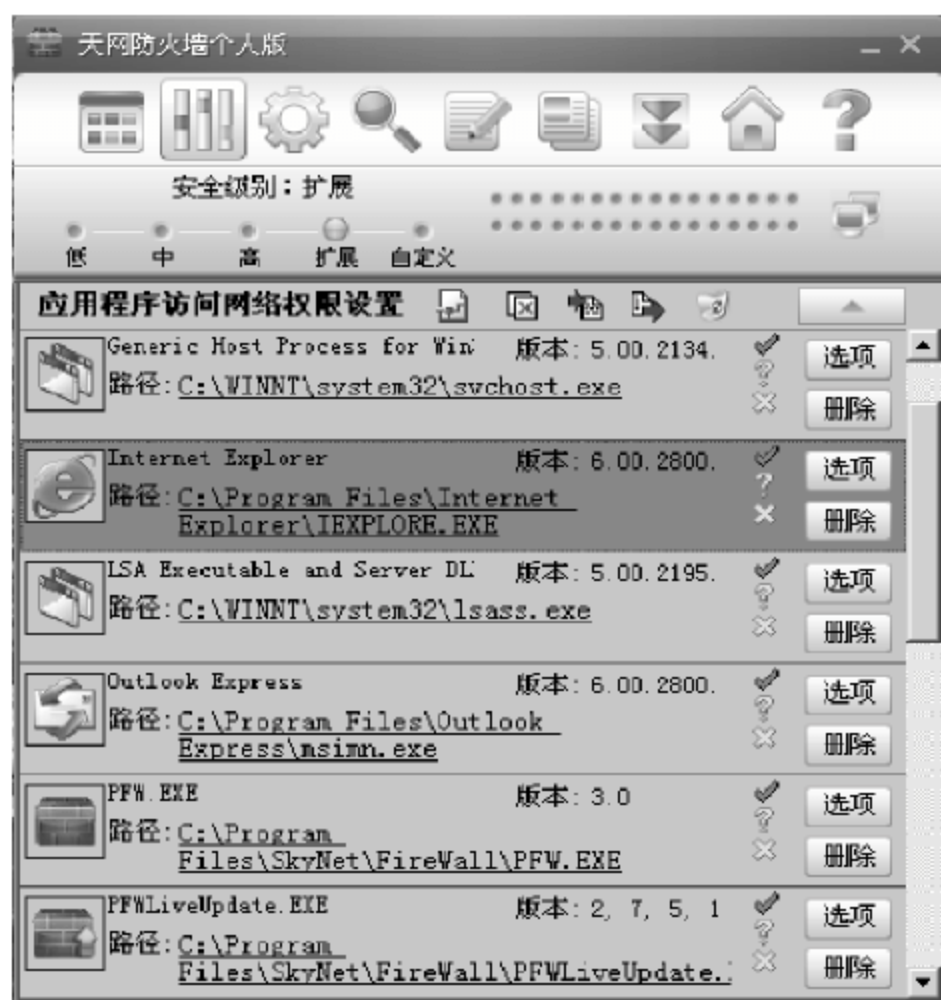 天网防火墙个人版
安全级别：扩展
低 中 高 扩展 自定义
应用程序访问网络权限设置
Generic Host Process for Win 版本: 5.00.2134. 选项
路径: C:\WINNT\system32\svchost.exe 删除
Internet Explorer 版本: 6.00.2800. 选项
路径: C:\Program Files\Internet
Explorer\IEXPLORE.EXE 删除
LSA Executable and Server DL 版本: 5.00.2195. 选项
路径: C:\WINNT\system32\lsass.exe 删除
Outlook Express 版本: 6.00.2800. 选项
路径: C:\Program Files\Outlook
Express\msimn.exe 删除
PFW.EXE 版本: 3.0 选项
路径: C:\Program
Files\SkyNet\FireWall\PFW.EXE 删除
PFWLiveUpdate.EXE 版本: 2, 7, 5, 1 选项
路径: C:\Program
Files\SkyNet\FireWall\PFWLiveUpdate. 删除